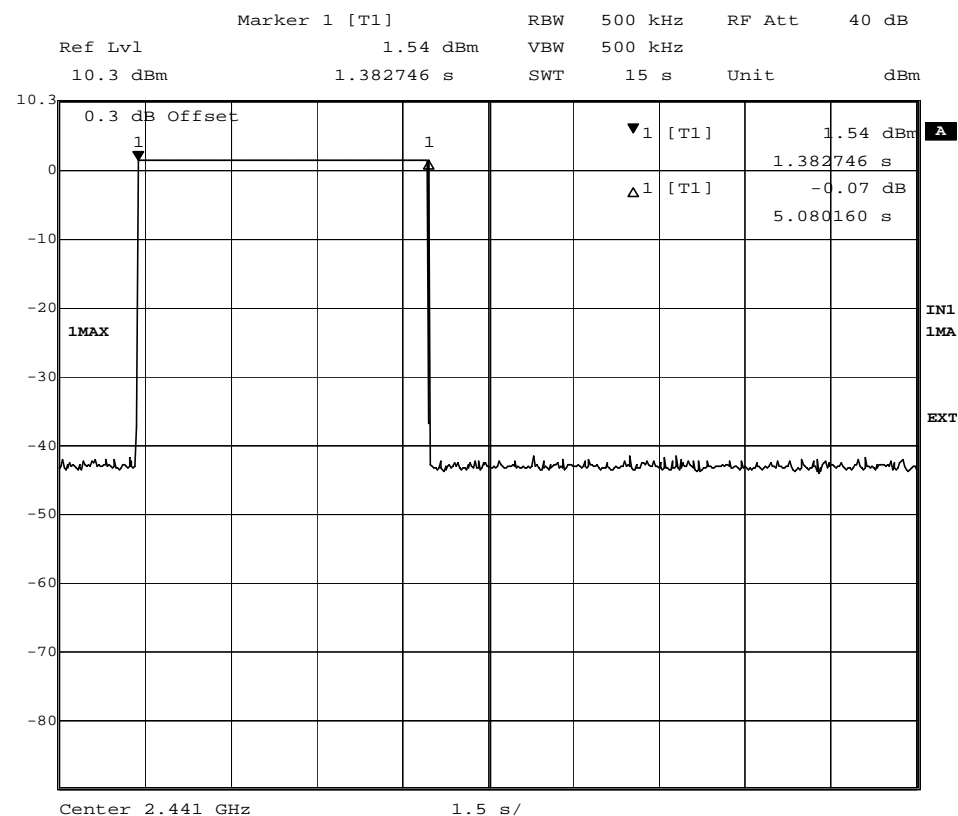 Marker 1 [T1] RBW 500 kHz RF Att 40 dB
Ref Lvl 1.54 dBm VBW 500 kHz
10.3 dBm 1.382746 s SWT 15 s Unit dBm
10.3
0.3 dB Offset
1 [T1] 1.54 dBm A
1 1
1.382746 s
0
1 [T1] -0.07 dB
5.080160 s
-10
-20 IN1
1MAX 1MA
-30
EXT
-40
-50
-60
-70
-80
Center 2.441 GHz 1.5 s/